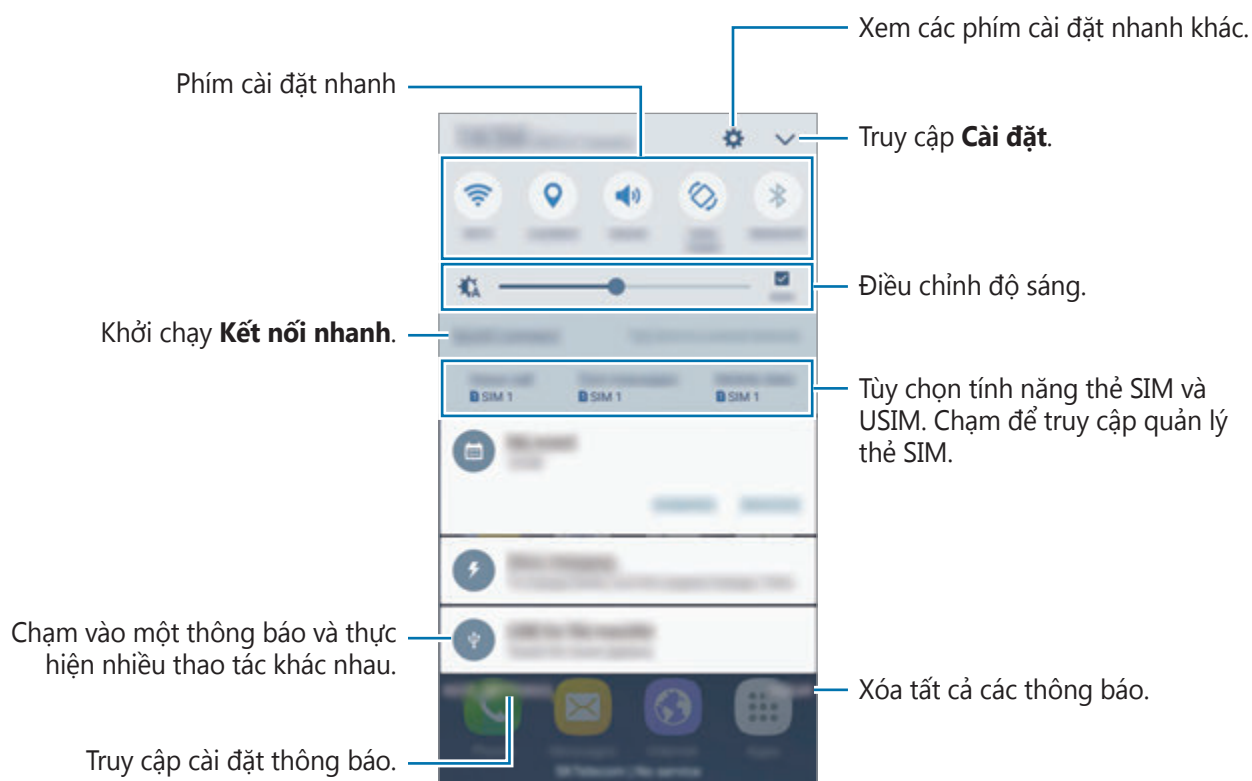 Xem các phím cài đặt nhanh khác.
Phím cài đặt nhanh
Truy cập Cài đặt.
Điều chỉnh độ sáng.
Khởi chạy Kết nối nhanh.
Tùy chọn tính năng thẻ SIM và
USIM. Chạm để truy cập quản lý
thẻ SIM.
SIM 1 SIM 1 SIM 1
Chạm vào một thông báo và thực
hiện nhiều thao tác khác nhau.
Xóa tất cả các thông báo.
Truy cập cài đặt thông báo.